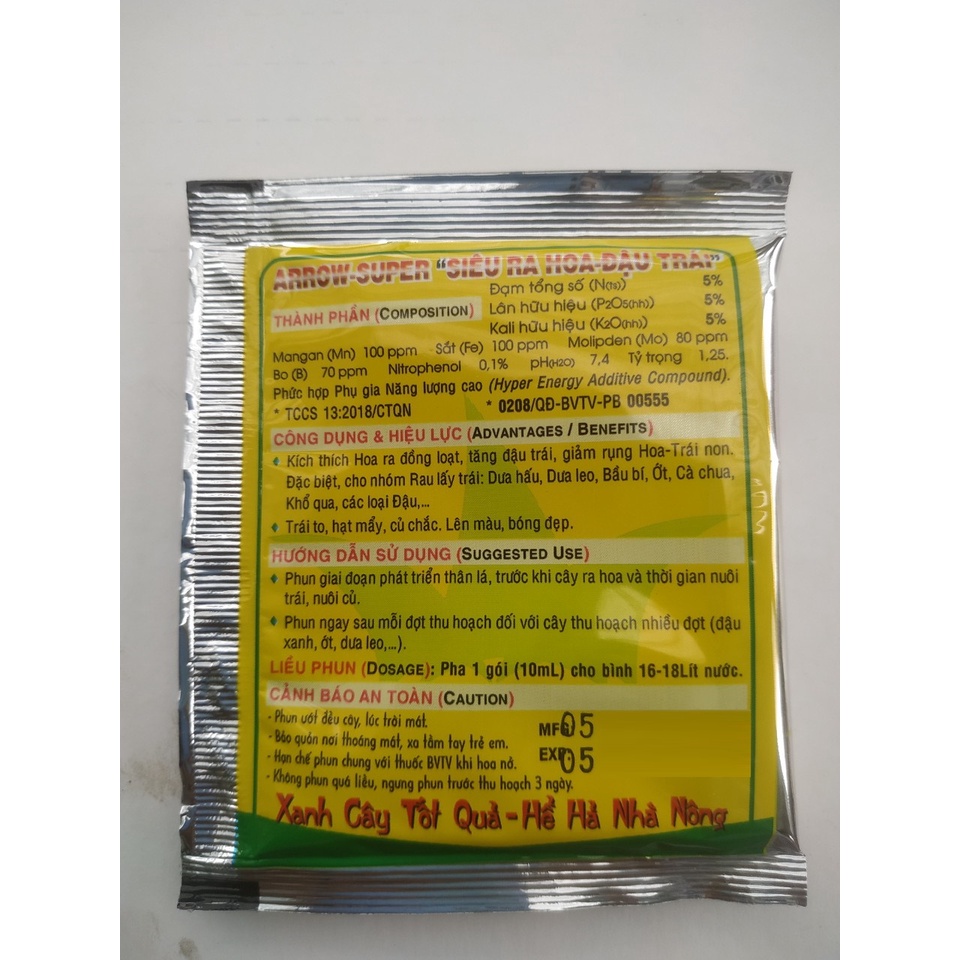 ARROW-SUPER "SIÊU RA HOA-ĐẬU TRÁI"
THÀNH PHẦN (COMPOSITION)
Đạm tổng số (N(ts)) 5%
Lân hữu hiệu (P2O5(hh)) 5%
Kali hữu hiệu (K2O(hh)) 5%
Mangan (Mn) 100 ppm Sắt (Fe) 100 ppm Molipden (Mo) 80 ppm
Bo (B) 70 ppm Nitrophenol 0,1% pH(H2O) 7,4 Tỷ trọng 1,25.
Phức hợp Phụ gia Năng lượng cao (Hyper Energy Additive Compound).
* TCCS 13:2018/CTQN * 0208/QĐ-BVTV-PB 00555
CÔNG DỤNG & HIỆU LỰC (ADVANTAGES / BENEFITS)
♦ Kích thích Hoa ra đồng loạt, tăng đậu trái, giảm rụng Hoa-Trái non.
Đặc biệt, cho nhóm Rau lấy trái: Dưa hấu, Dưa leo, Bầu bí, Ớt, Cà chua,
Khổ qua, các loại Đậu,...
♦ Trái to, hạt mẩy, củ chắc. Lên màu, bóng đẹp.
HƯỚNG DẪN SỬ DỤNG (SUGGESTED USE)
♦ Phun giai đoạn phát triển thân lá, trước khi cây ra hoa và thời gian nuôi
trái, nuôi củ.
♦ Phun ngay sau mỗi đợt thu hoạch đối với cây thu hoạch nhiều đợt (đậu
xanh, ớt, dưa leo,...).
LIỀU PHUN (DOSAGE): Pha 1 gói (10mL) cho bình 16-18Lít nước.
CẢNH BÁO AN TOÀN (CAUTION)
- Phun ướt đều cây, lúc trời mát.
- Bảo quản nơi thoáng mát, xa tầm tay trẻ em.
- Hạn chế phun chung với thuốc BVTV khi hoa nở.
- Không phun quá liều, ngưng phun trước thu hoạch 3 ngày.
MFG 05
EXP: 05
Xanh Cây Tốt Quả - Hể Hả Nhà Nông